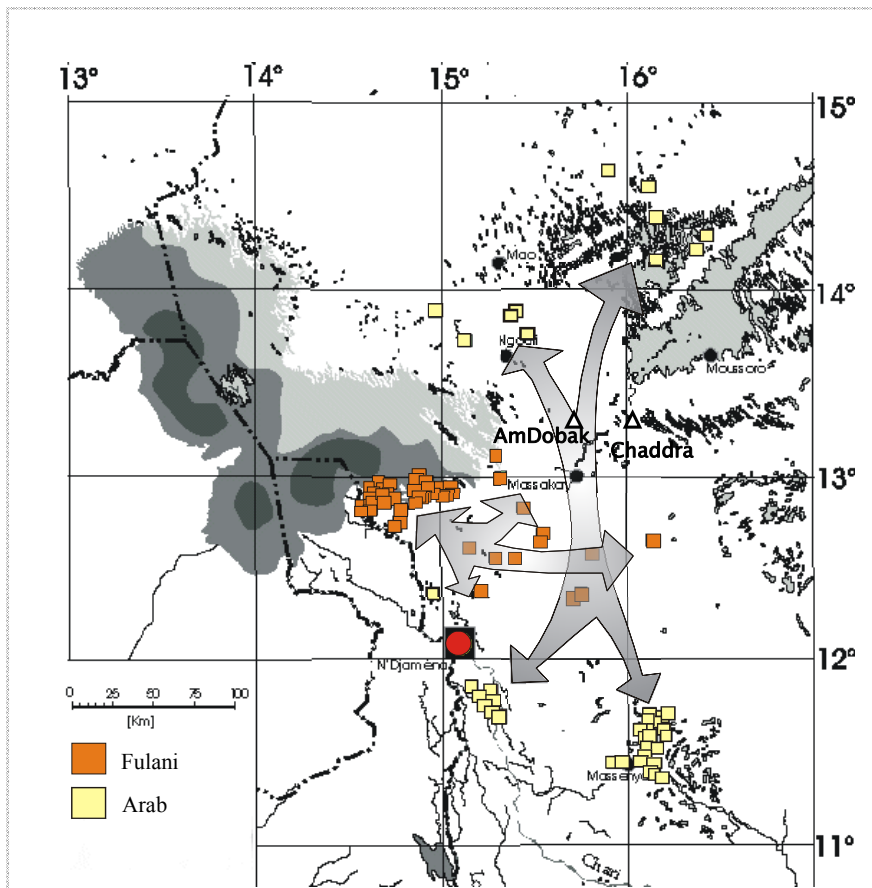 13° 14° 15° 16°
15°
Mao
14°
Ngouri
Moussoro
AmDobak
Chaddra
13°
Massakory
12°
N'Djaména
0 25 50 75 100
[Km]
Fulani
Massenya
Arab
11°
Chari